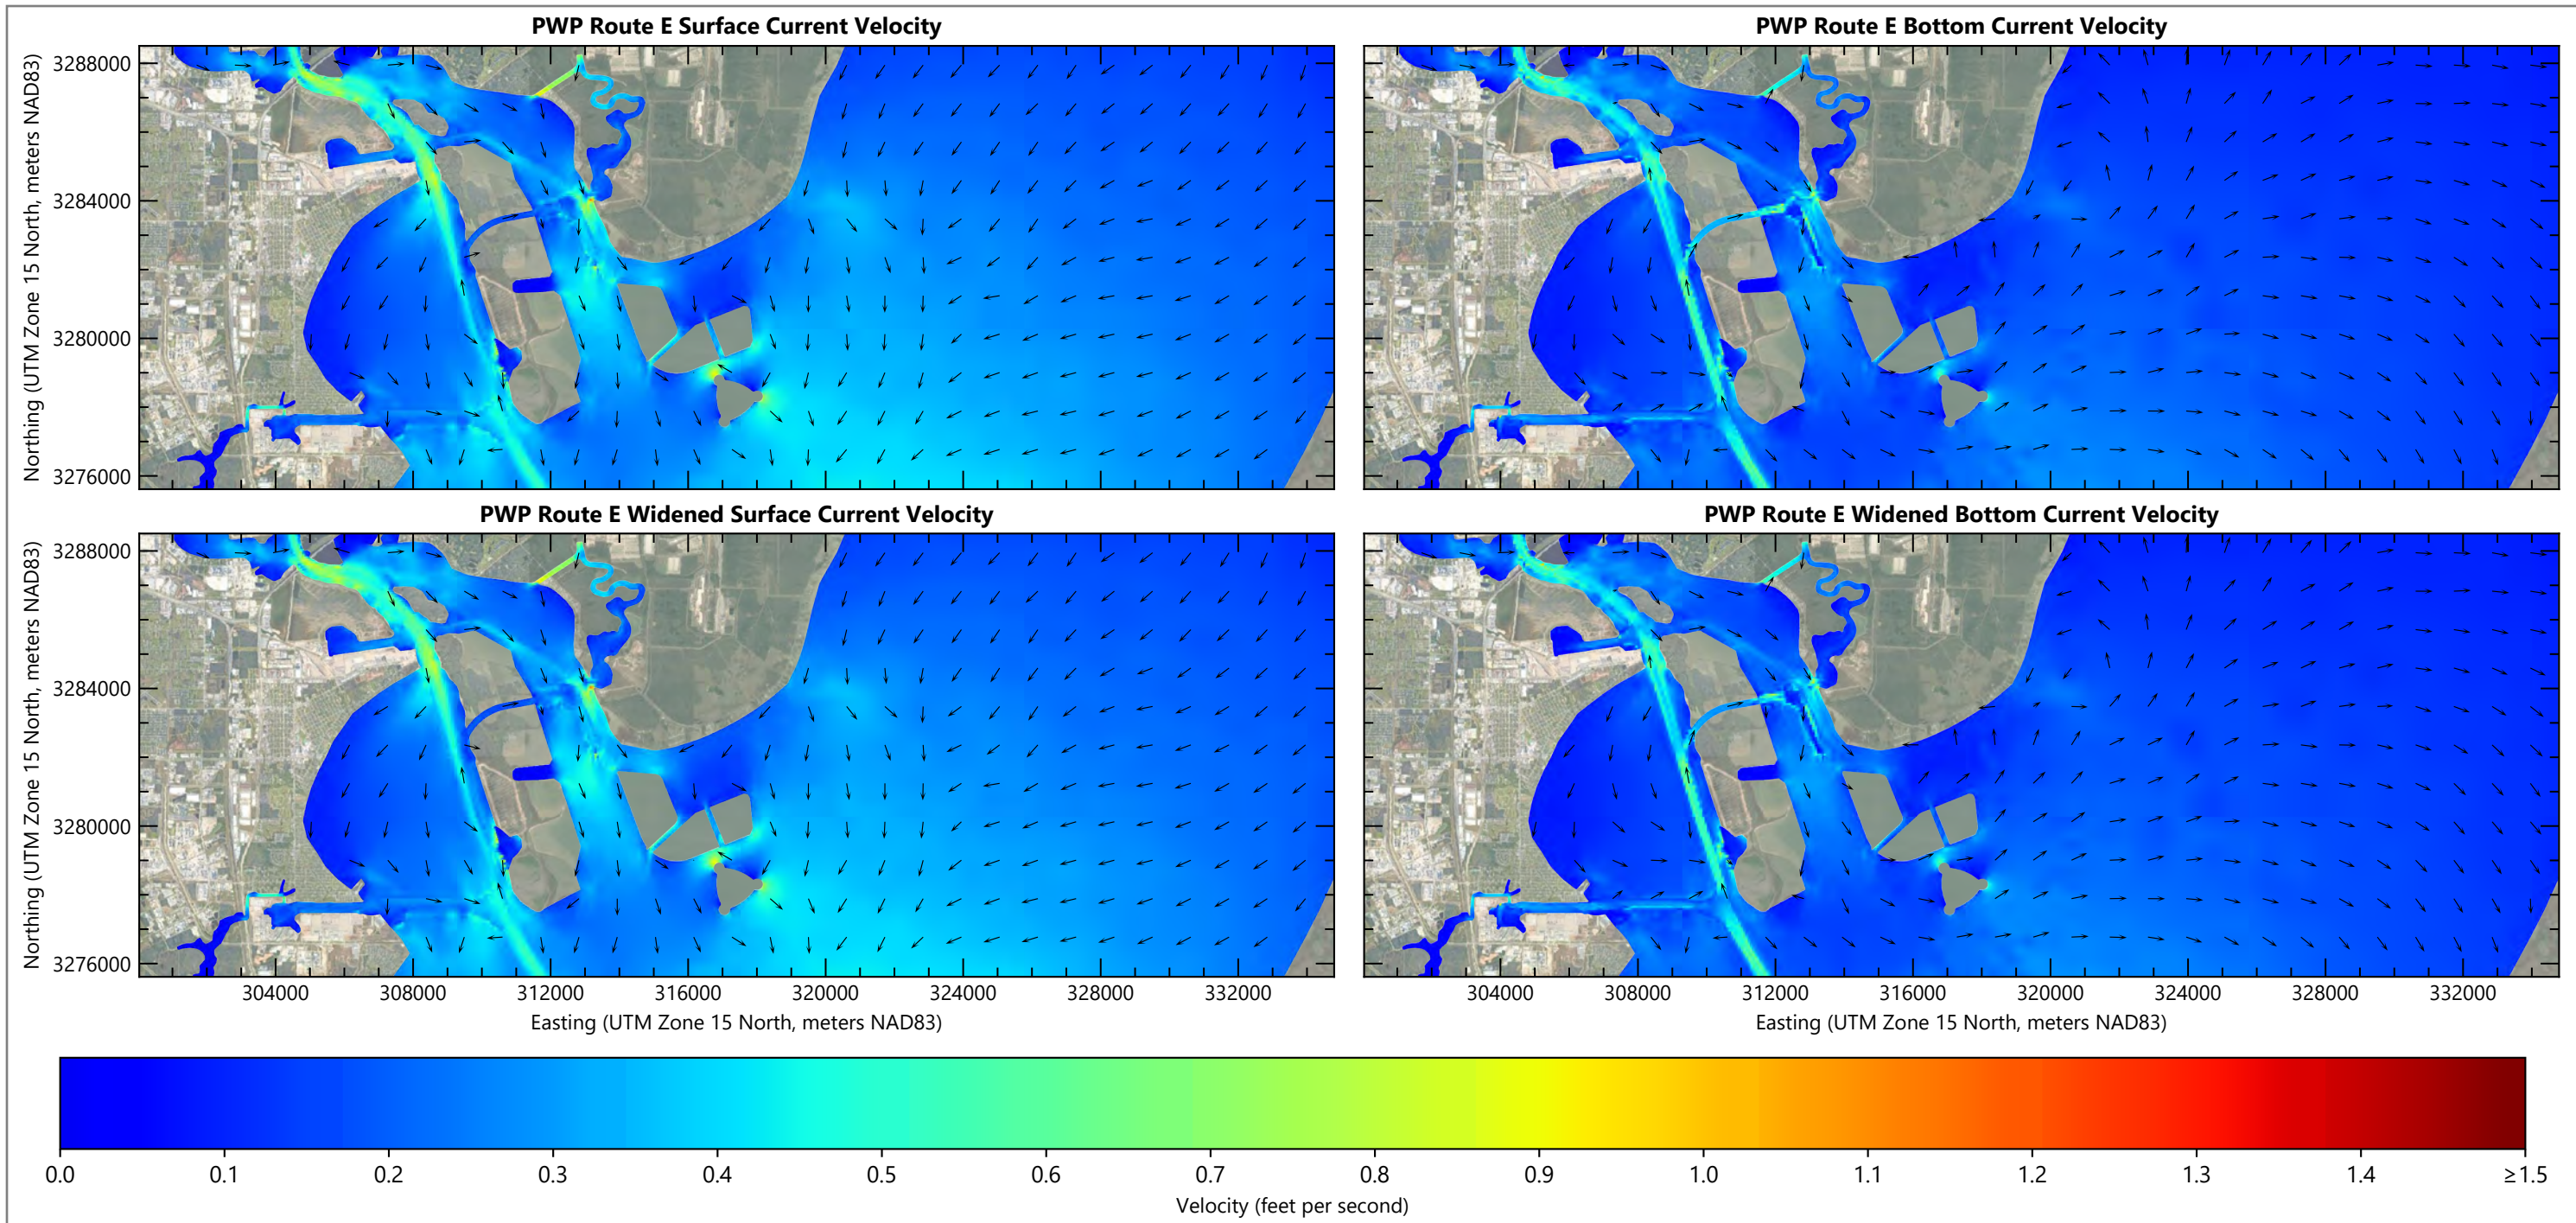 PWP Route E Surface Current Velocity
PWP Route E Bottom Current Velocity
Northing (UTM Zone 15 North, meters NAD83)
3288000
3284000
3280000
3276000
PWP Route E Widened Surface Current Velocity
PWP Route E Widened Bottom Current Velocity
Northing (UTM Zone 15 North, meters NAD83)
3288000
3284000
3280000
3276000
304000 308000 312000 316000 320000 324000 328000 332000
304000 308000 312000 316000 320000 324000 328000 332000
Easting (UTM Zone 15 North, meters NAD83)
Easting (UTM Zone 15 North, meters NAD83)
0.0 0.1 0.2 0.3 0.4 0.5 0.6 0.7 0.8 0.9 1.0 1.1 1.2 1.3 1.4 ≥1.5
Velocity (feet per second)